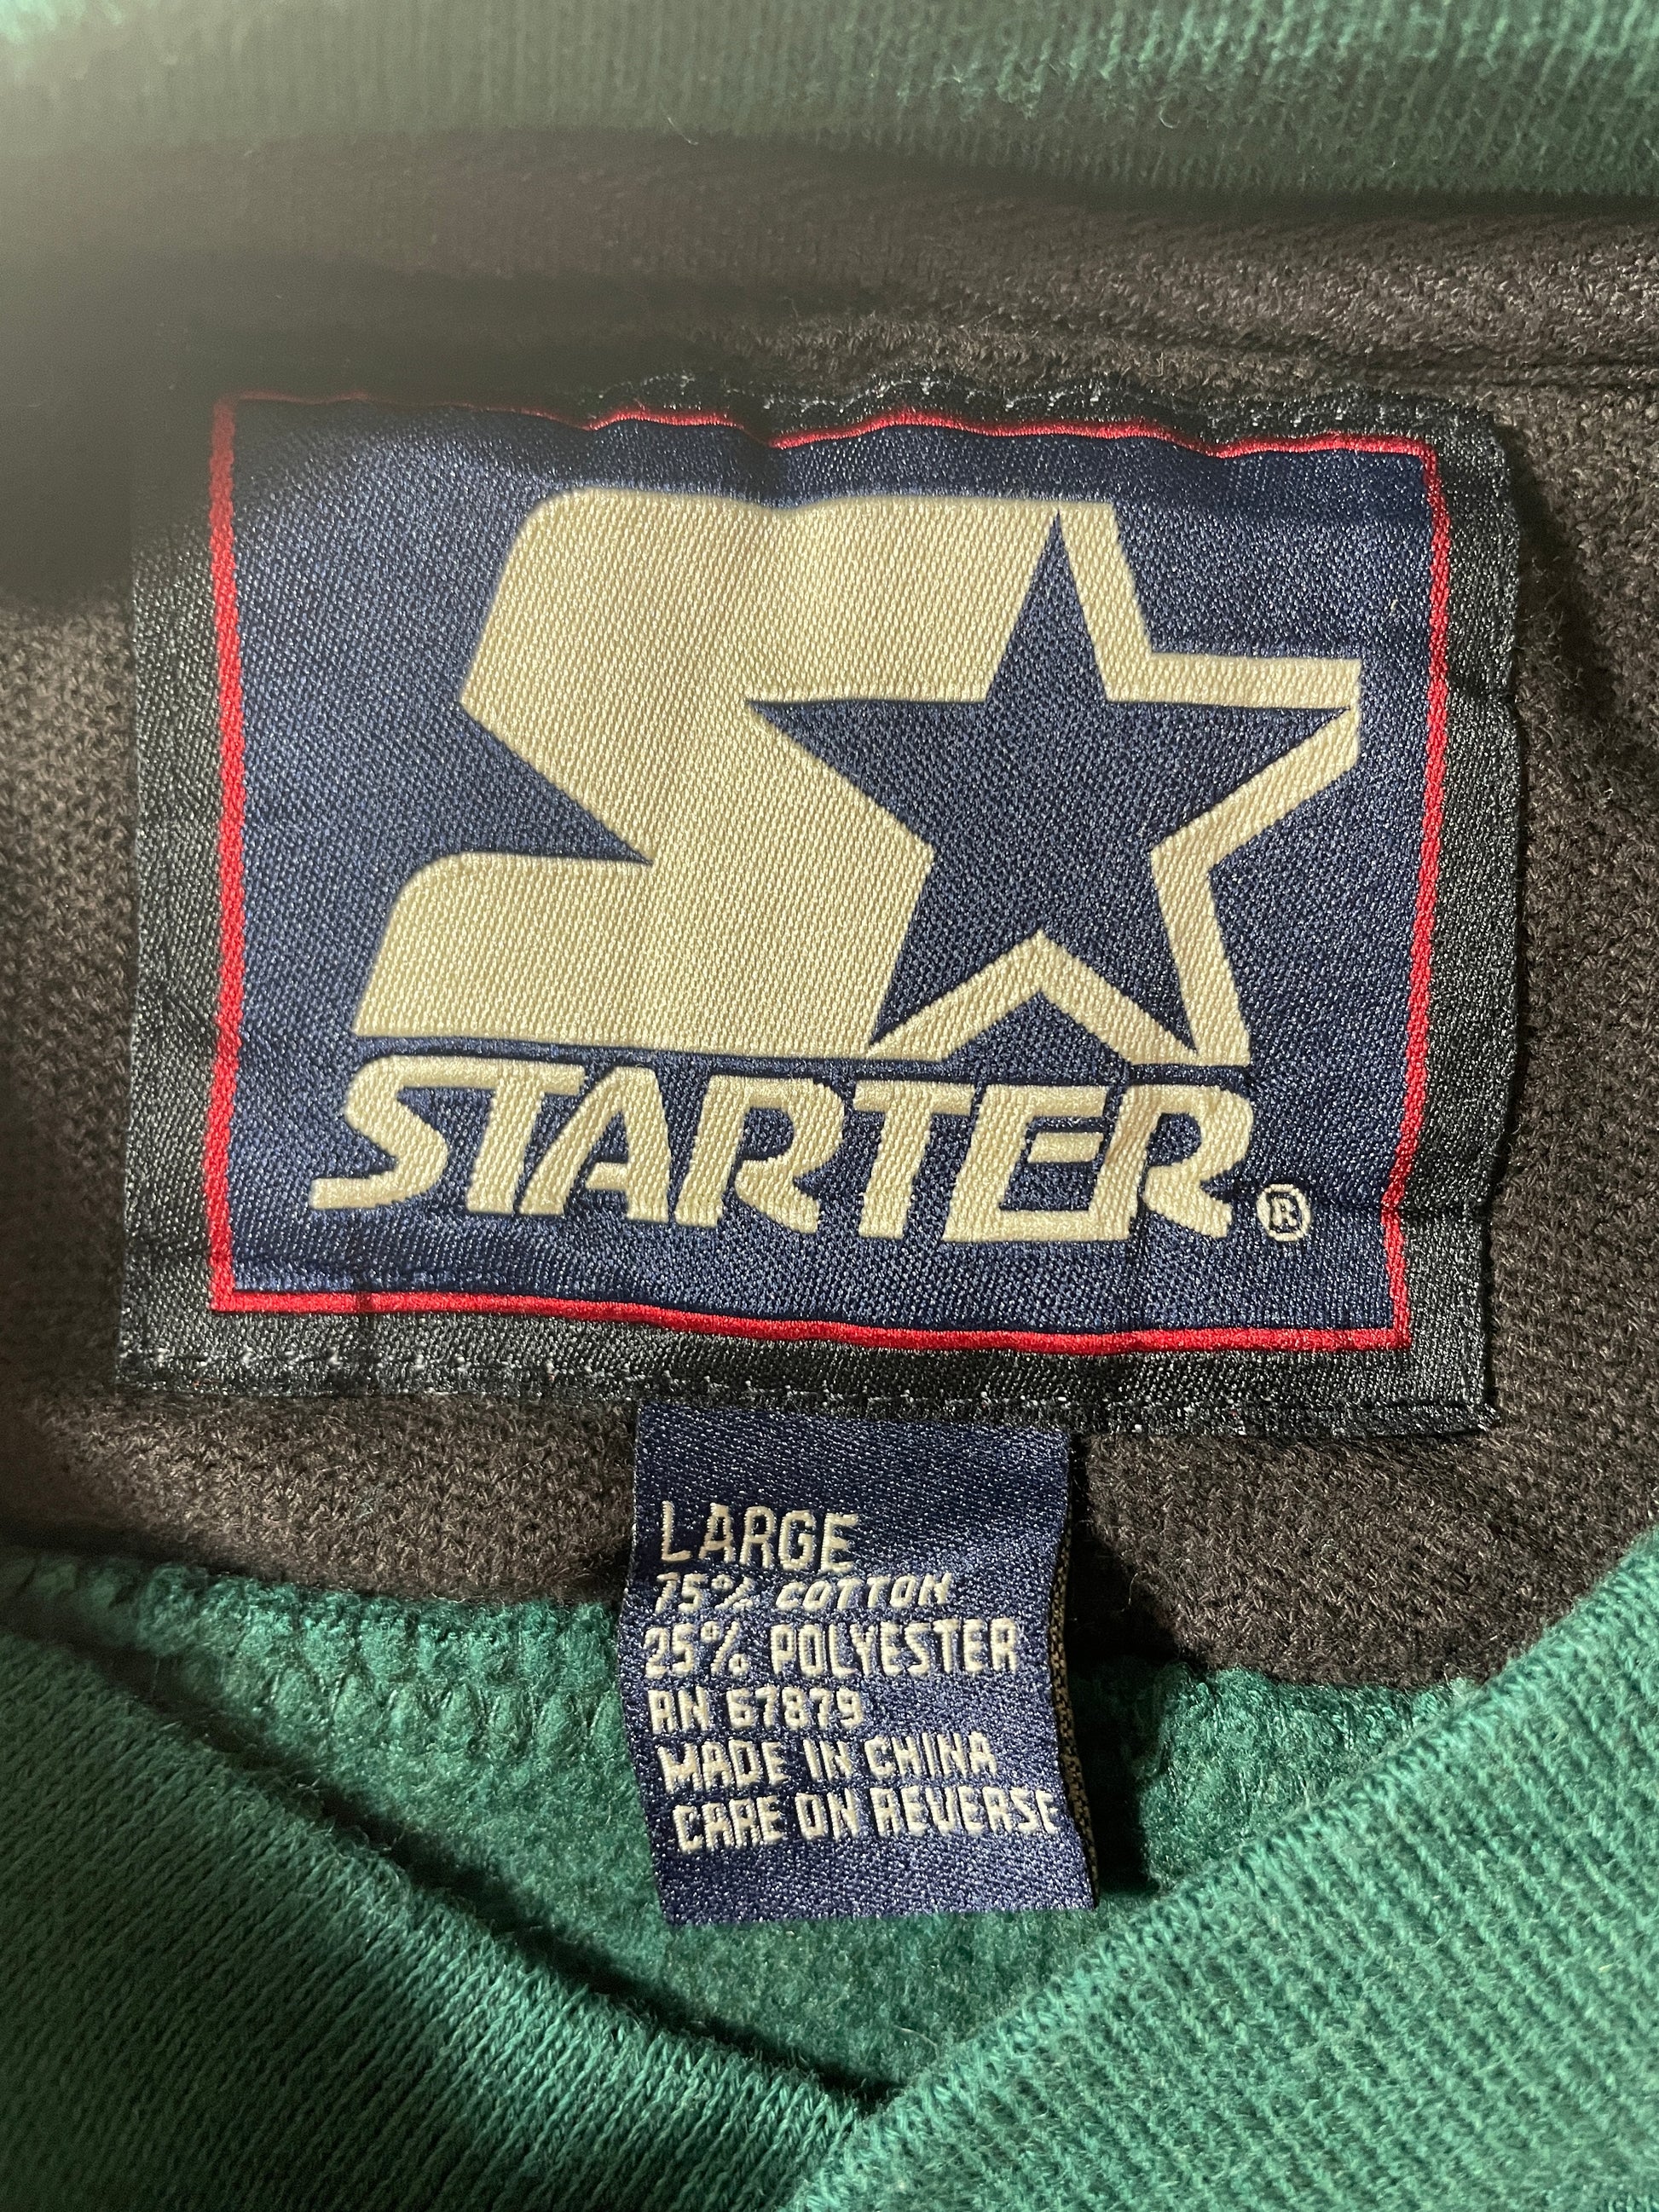 STARTER®
LARGE
75% COTTON
25% POLYESTER
RN 67879
MADE IN CHINA
CARE ON REVERSE